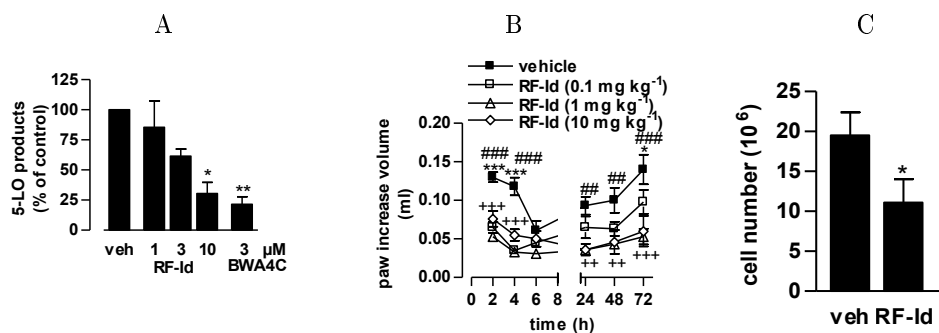 A
B
C
5-LO products
(% of control)
125
100
75
50
25
0
*
**
veh
1
3
10
3
µM
RF-Id
BWA4C
vehicle
RF-Id (0.1 mg kg-1)
RF-Id (1 mg kg-1)
RF-Id (10 mg kg-1)
paw increase volume
(ml)
0.20
0.15
0.10
0.05
0.00
###
***
###
***
+++
+++
##
##
###
*
++
++
+++
0
2
4
6
8
24
48
72
time (h)
cell number (10^6)
25
20
15
10
5
0
*
veh RF-Id